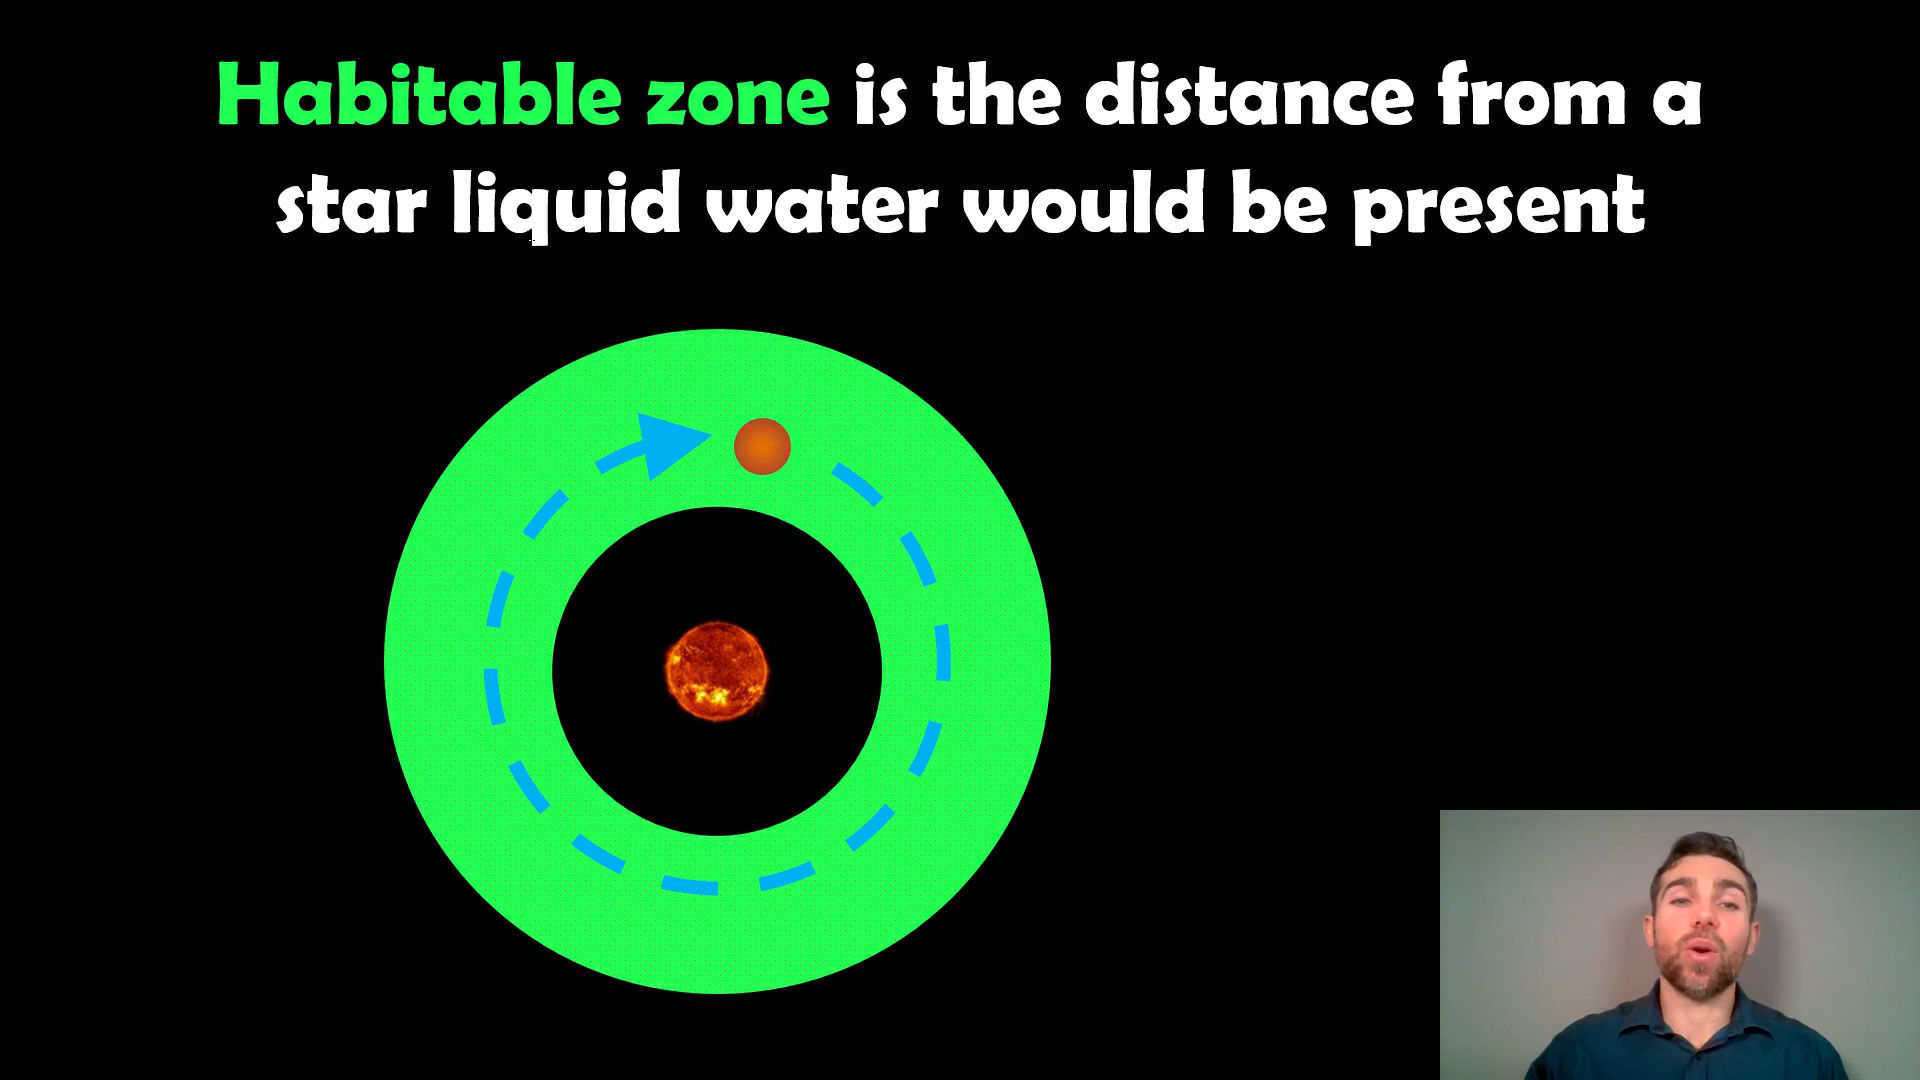 Habitable zone is the distance from a
star liquid water would be present